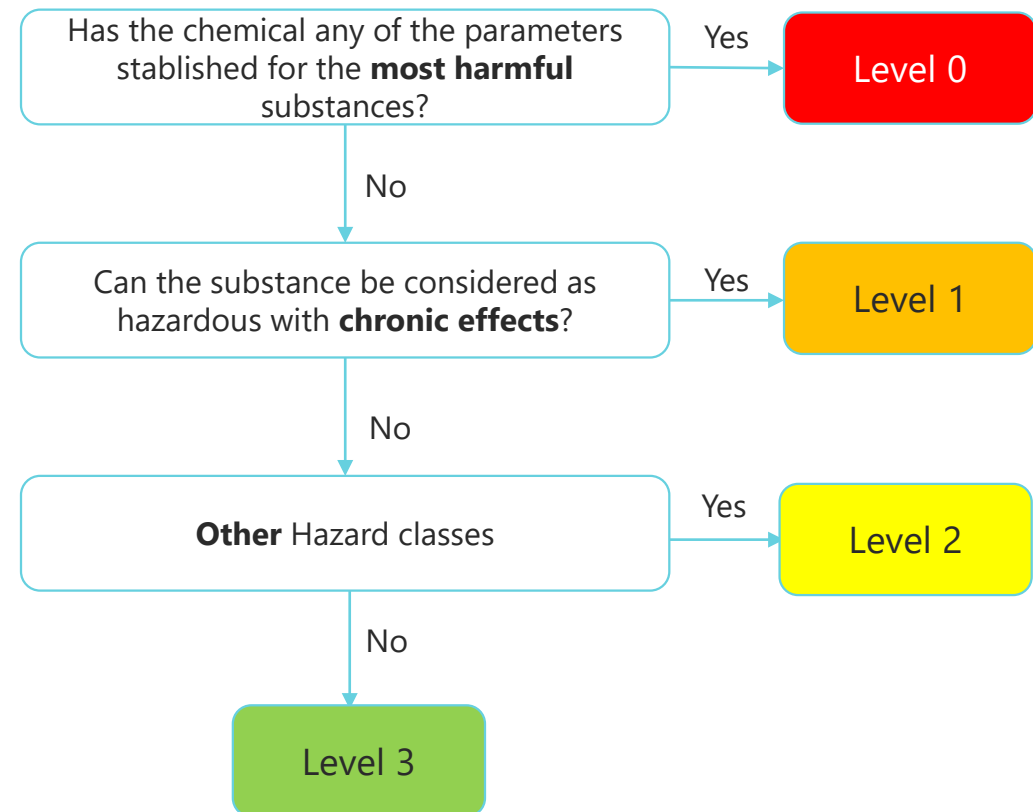 Has the chemical any of the parameters
stablished for the most harmful
substances?
Yes
Level 0
No
Can the substance be considered as
hazardous with chronic effects?
Yes
Level 1
No
Other Hazard classes
Yes
Level 2
No
Level 3